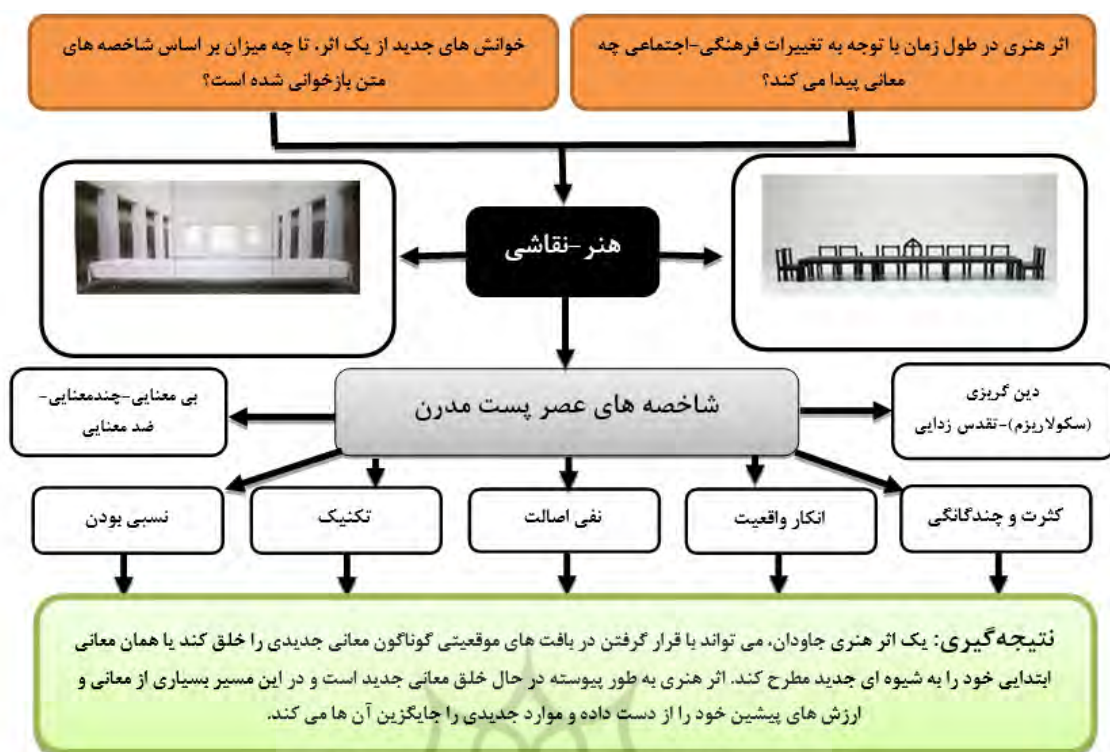 اثر هنری در طول زمان با توجه به تغییرات فرهنگی-اجتماعی چه
معانی پیدا می کند؟
خوانش های جدید از یک اثر، تا چه میزان بر اساس شاخصه های
متن بازخوانی شده است؟
هنر-نقاشی
شاخصه های عصر پست مدرن
دین گریزی
(سکولاریزم)-تقدس زدایی
بی معنایی-چندمعنایی-
ضد معنایی
کثرت و چندگانگی
انکار واقعیت
نفی اصالت
تکنیک
نسبی بودن
نتیجه‌گیری: یک اثر هنری جاودان، می تواند با قرار گرفتن در بافت های موقعیتی گوناگون معانی جدیدی را خلق کند یا همان معانی
ابتدایی خود را به شیوه ای جدید مطرح کند. اثر هنری به طور پیوسته در حال خلق معانی جدید است و در این مسیر بسیاری از معانی و
ارزش های پیشین خود را از دست داده و موارد جدیدی را جایگزین آن ها می کند.